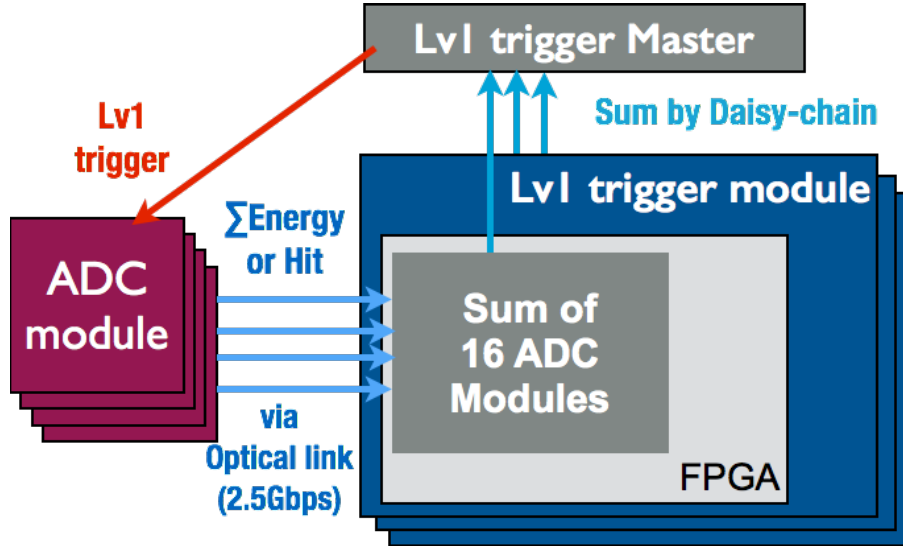 Lv1 trigger Master
Lv1
trigger
Sum by Daisy-chain
Lv1 trigger module
∑Energy
or Hit
ADC
module
Sum of
16 ADC
Modules
via
Optical link
(2.5Gbps)
FPGA